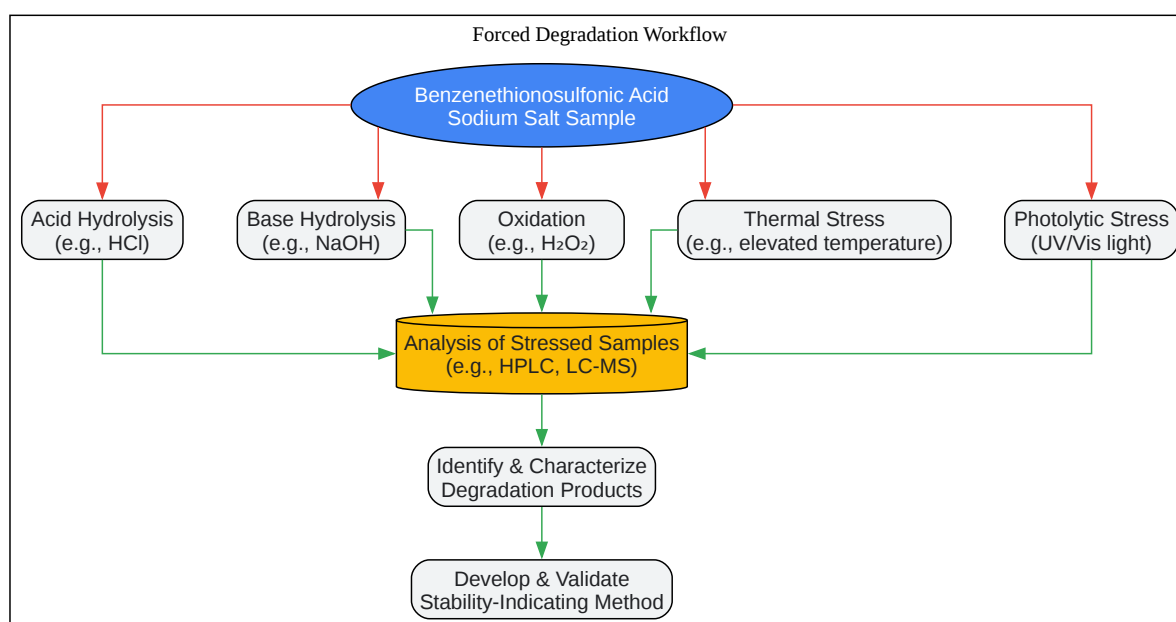 Forced Degradation Workflow
Benzenethionosulfonic Acid
Sodium Salt Sample
Acid Hydrolysis
(e.g., HCl)
Base Hydrolysis
(e.g., NaOH)
Oxidation
(e.g., H₂O₂)
Thermal Stress
(e.g., elevated temperature)
Photolytic Stress
(UV/Vis light)
Analysis of Stressed Samples
(e.g., HPLC, LC-MS)
Identify & Characterize
Degradation Products
Develop & Validate
Stability-Indicating Method